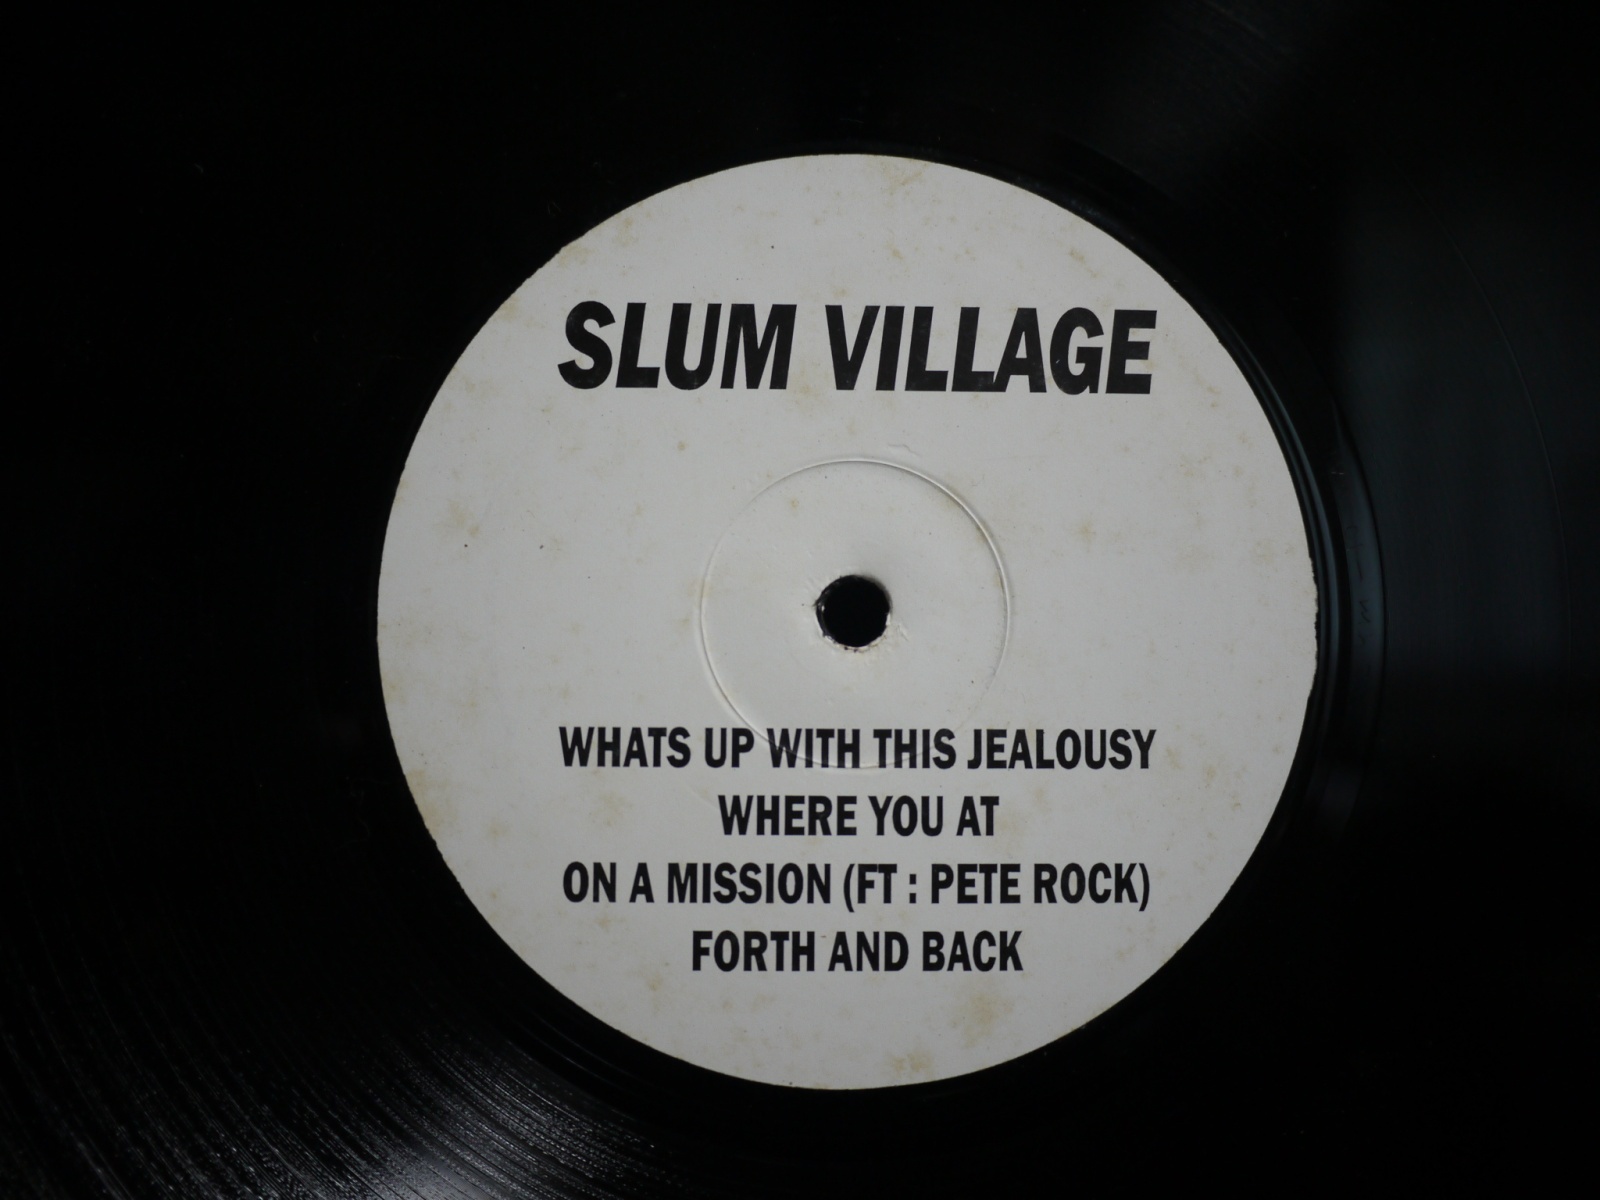 SLUM VILLAGE
WHATS UP WITH THIS JEALOUSY
WHERE YOU AT
ON A MISSION (FT : PETE ROCK)
FORTH AND BACK